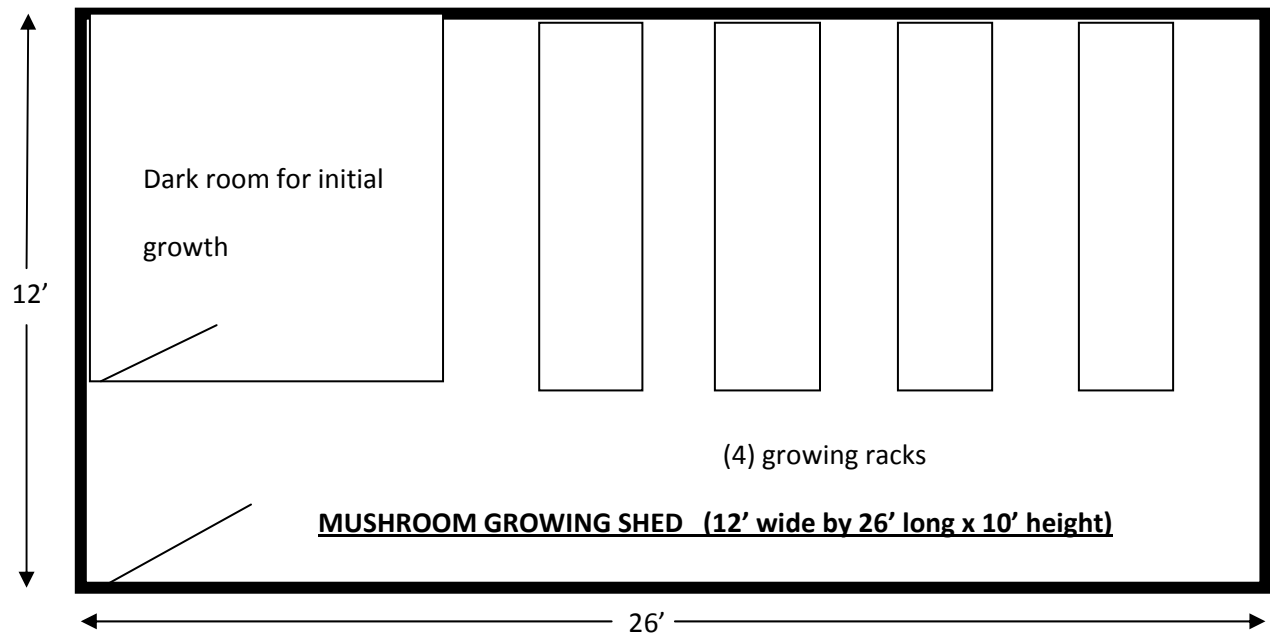 Dark room for initial
growth
12’
(4) growing racks
MUSHROOM GROWING SHED (12’ wide by 26’ long x 10’ height)
26’